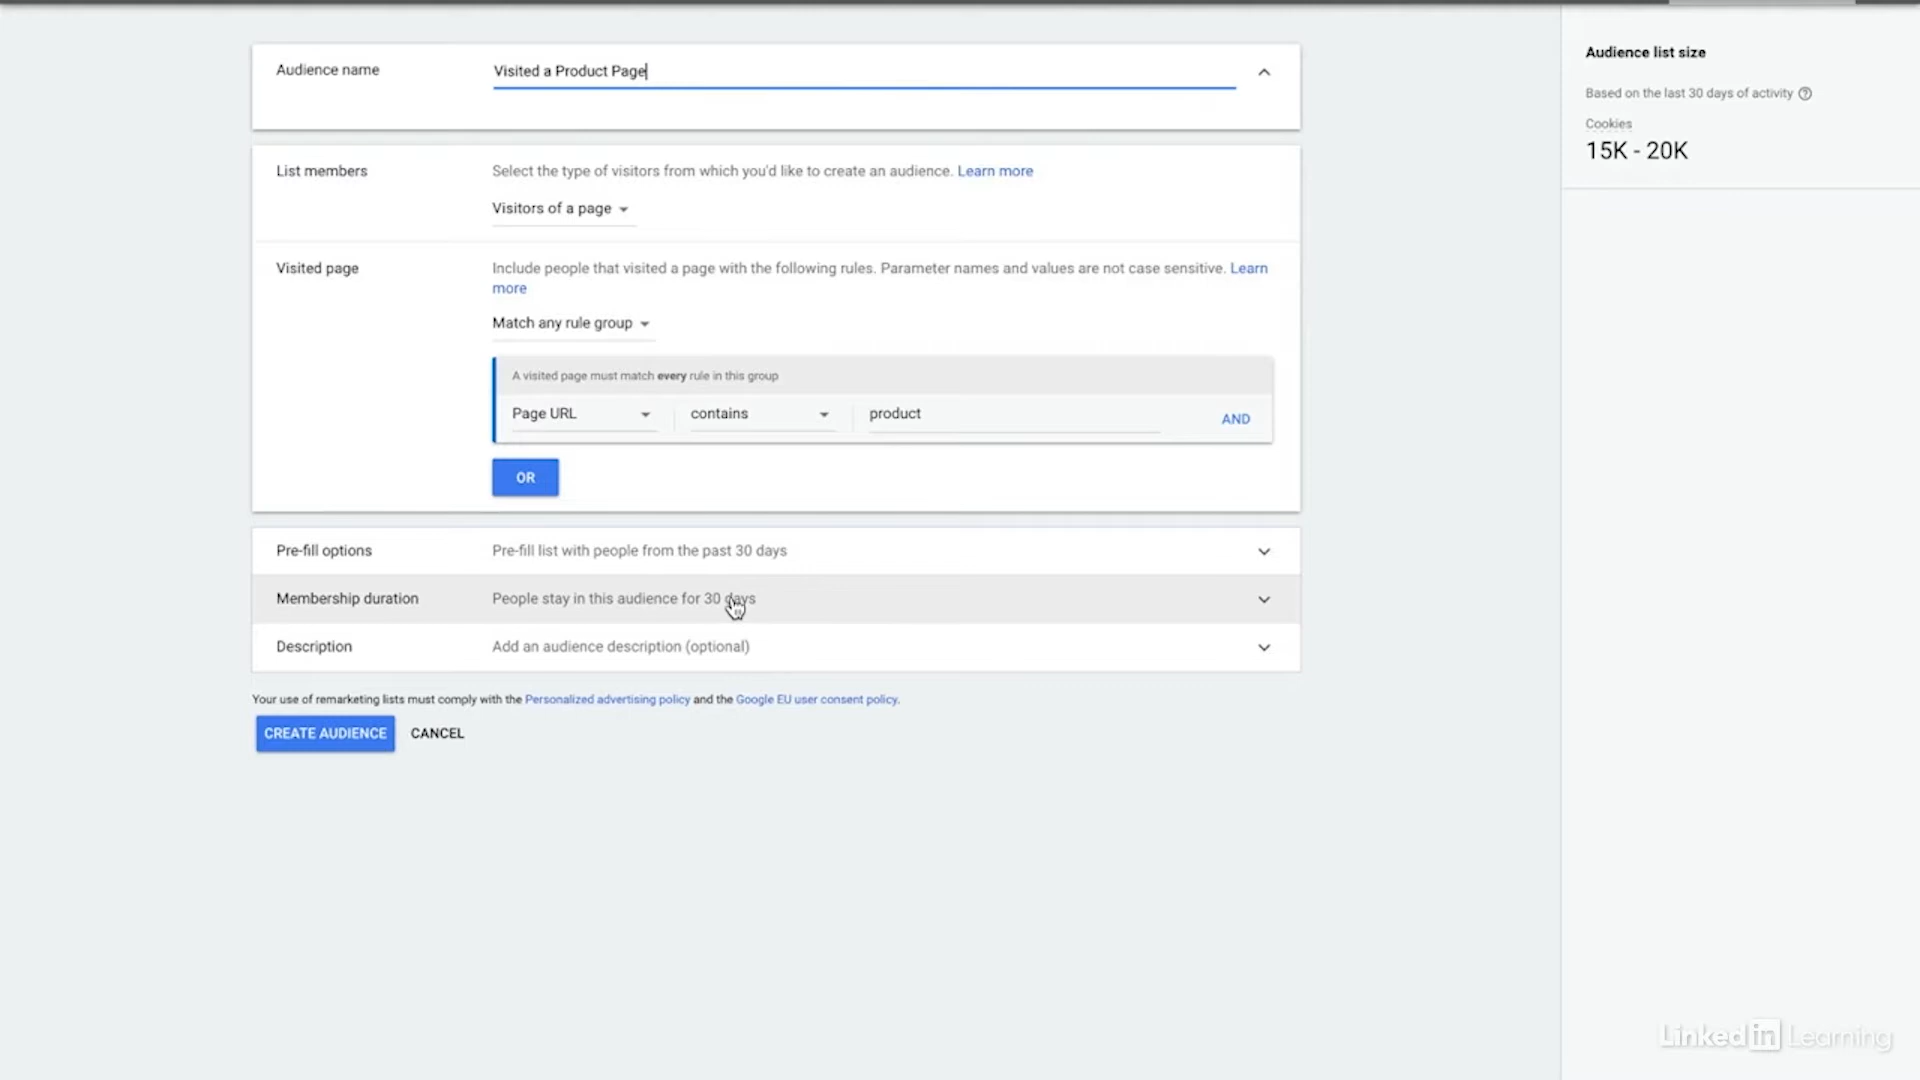 Audience name
Visited a Product Page
List members
Select the type of visitors from which you'd like to create an audience. Learn more
Visitors of a page
Visited page
Include people that visited a page with the following rules. Parameter names and values are not case sensitive. Learn
more
Match any rule group
A visited page must match every rule in this group
Page URL
contains
product
AND
OR
Pre-fill options
Pre-fill list with people from the past 30 days
Membership duration
People stay in this audience for 30 days
Description
Add an audience description (optional)
Your use of remarketing lists must comply with the Personalized advertising policy and the Google EU user consent policy.
CREATE AUDIENCE
CANCEL
Audience list size
Based on the last 30 days of activity
Cookies
15K - 20K
Linked in Learning